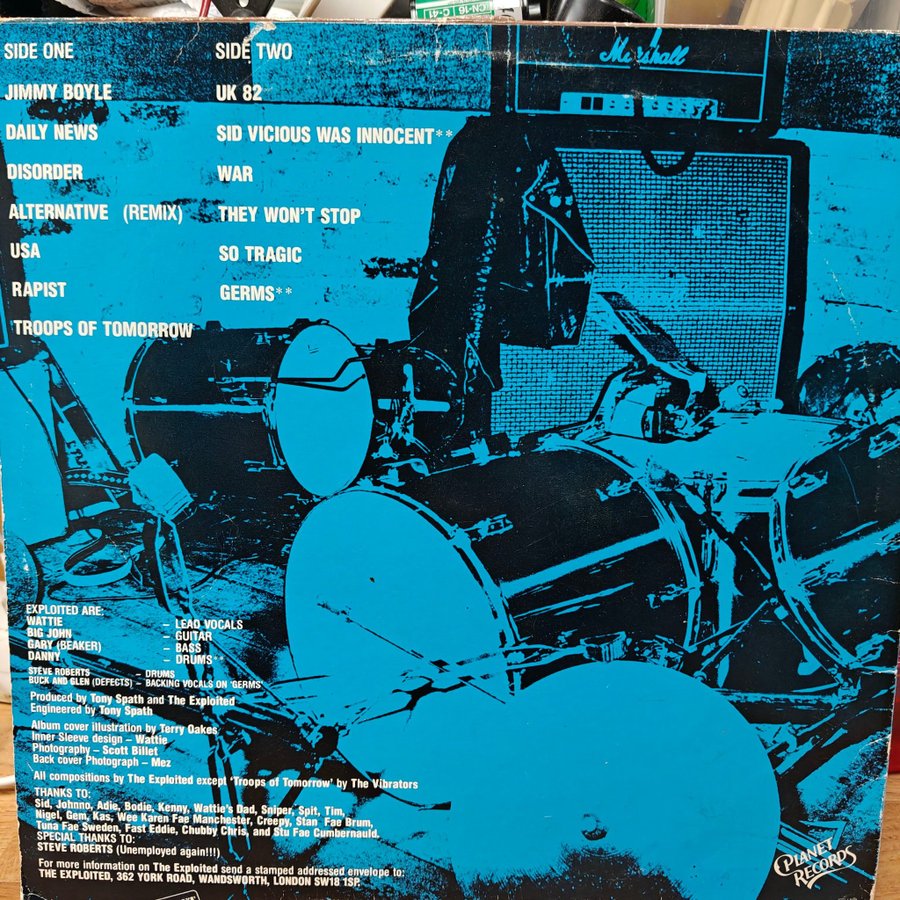 CN-16 C-41
Marshall
SIDE ONE
JIMMY BOYLE
DAILY NEWS
DISORDER
ALTERNATIVE (REMIX)
USA
RAPIST
TROOPS OF TOMORROW
SIDE TWO
UK 82
SID VICIOUS WAS INNOCENT**
WAR
THEY WON'T STOP
SO TRAGIC
GERMS**
EXPLOITED ARE:
WATTIE – LEAD VOCALS
BIG JOHN – GUITAR
GARY (BEAKER) – BASS
DANNY – DRUMS**
STEVE ROBERTS – DRUMS
BUCK AND GLEN (DEFECTS) – BACKING VOCALS ON 'GERMS'
Produced by Tony Spath and The Exploited
Engineered by Tony Spath
Album cover illustration by Terry Oakes
Inner Sleeve design – Wattie
Photography – Scott Billet
Back cover Photograph – Mez
All compositions by The Exploited except 'Troops of Tomorrow' by The Vibrators
THANKS TO:
Sid, Johnno, Adie, Bodie, Kenny, Wattie's Dad, Sniper, Spit, Tim,
Nigel, Gem, Kas, Wee Karen Fae Manchester, Creepy, Stan Fae Brum,
Tuna Fae Sweden, Fast Eddie, Chubby Chris, and Stu Fae Cumbernauld.
SPECIAL THANKS TO:
STEVE ROBERTS (Unemployed again!!!)
For more information on The Exploited send a stamped addressed envelope to:
THE EXPLOITED, 362 YORK ROAD, WANDSWORTH, LONDON SW18 1SP.
PLANET
RECORDS